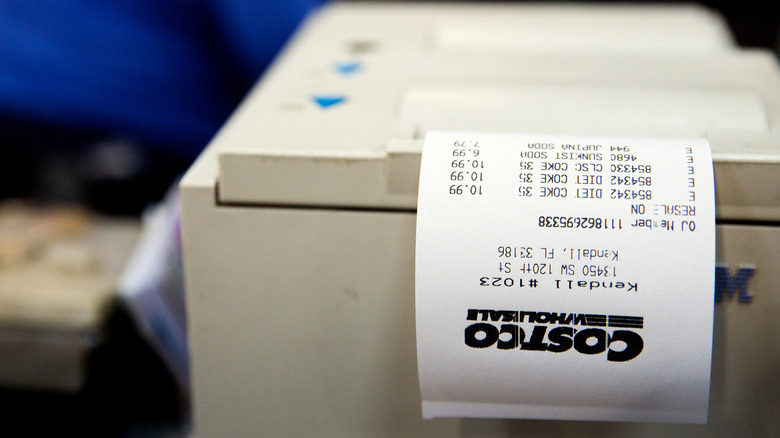 COSTCO
WHOLESALE
Kendall #1023
13450 SW 120th St
Kendall, FL 33186
OJ Member 111862695338
RESALE ON
E 854342 DIET COKE 35 10.99
E 854342 DIET COKE 35 10.99
E 854330 CLSC COKE 35 10.99
E 4680 SUNKIST SODA 6.99
E 944 JUPINA SODA 7.79